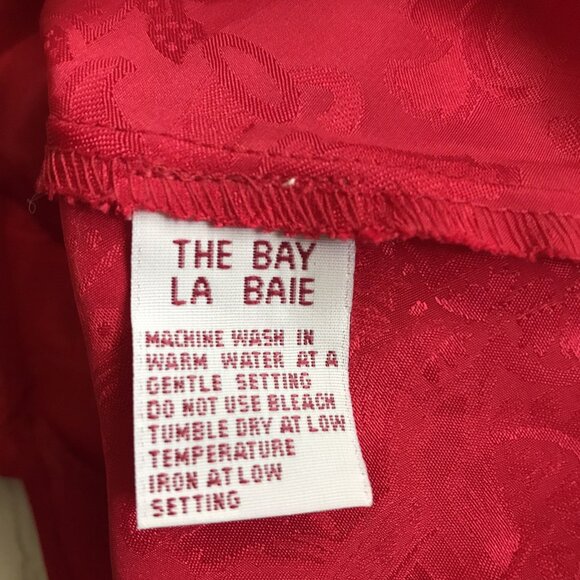 THE BAY
LA BAIE
MACHINE WASH IN
WARM WATER AT A
GENTLE SETTING
DO NOT USE BLEACH
TUMBLE DRY AT LOW
TEMPERATURE
IRON AT LOW
SETTING